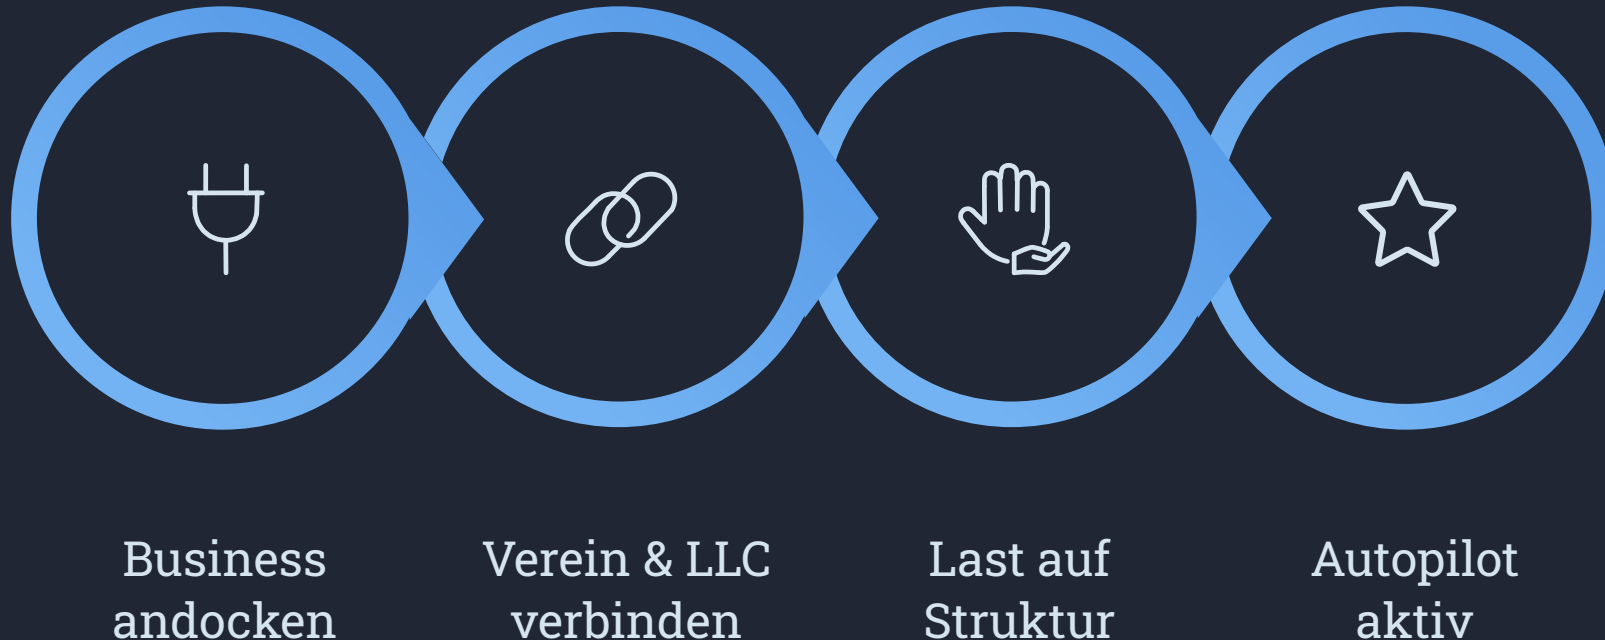 Business
andocken
Verein & LLC
verbinden
Last auf
Struktur
Autopilot
aktiv